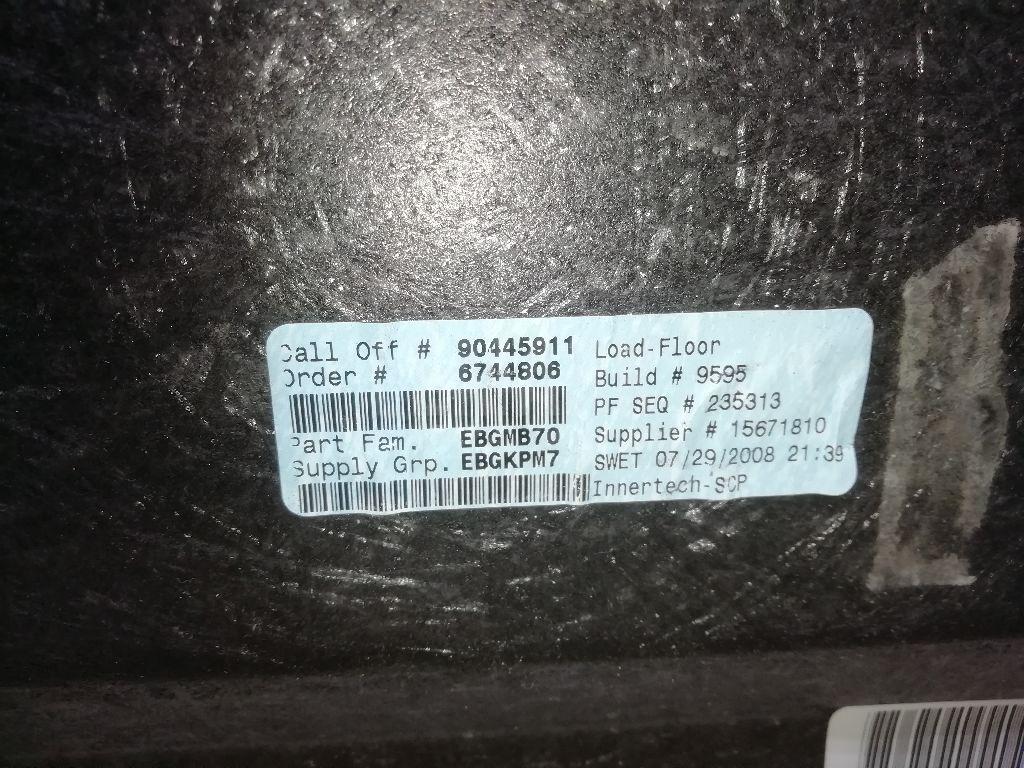 Call Off # 90445911
Order # 6744806
Part Fam. EBGMB70
Supply Grp. EBGKPM7
Load-Floor
Build # 9595
PF SEQ # 235313
Supplier # 15671810
SWET 07/29/2008 21:39
Innertech-SCP